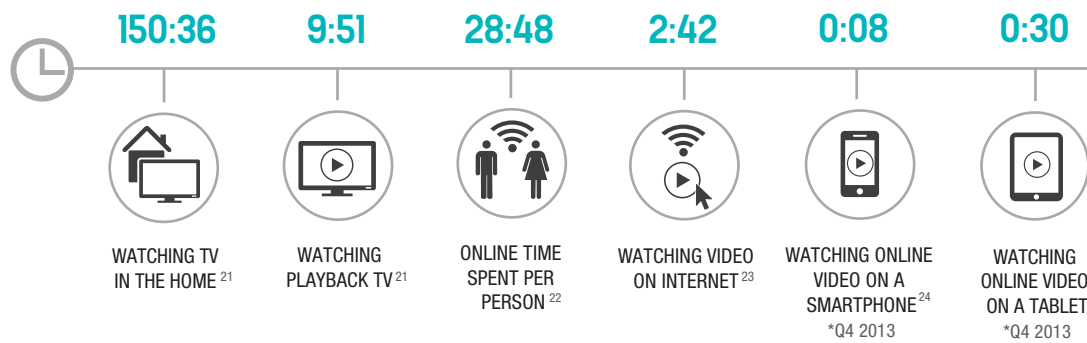 150:36
9:51
28:48
2:42
0:08
0:30
WATCHING TV
IN THE HOME 21
WATCHING
PLAYBACK TV 21
ONLINE TIME
SPENT PER
PERSON 22
WATCHING VIDEO
ON INTERNET 23
WATCHING ONLINE
VIDEO ON A
SMARTPHONE 24
*Q4 2013
WATCHING
ONLINE VIDEO
ON A TABLET
*Q4 2013